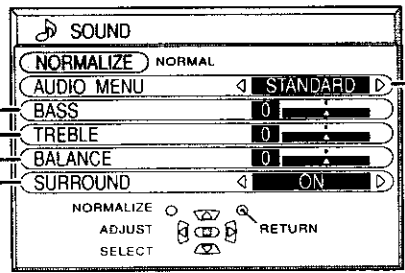 SOUND
NORMALIZE NORMAL
AUDIO MENU STANDARD
BASS 0
TREBLE 0
BALANCE 0
SURROUND ON
NORMALIZE
ADJUST RETURN
SELECT